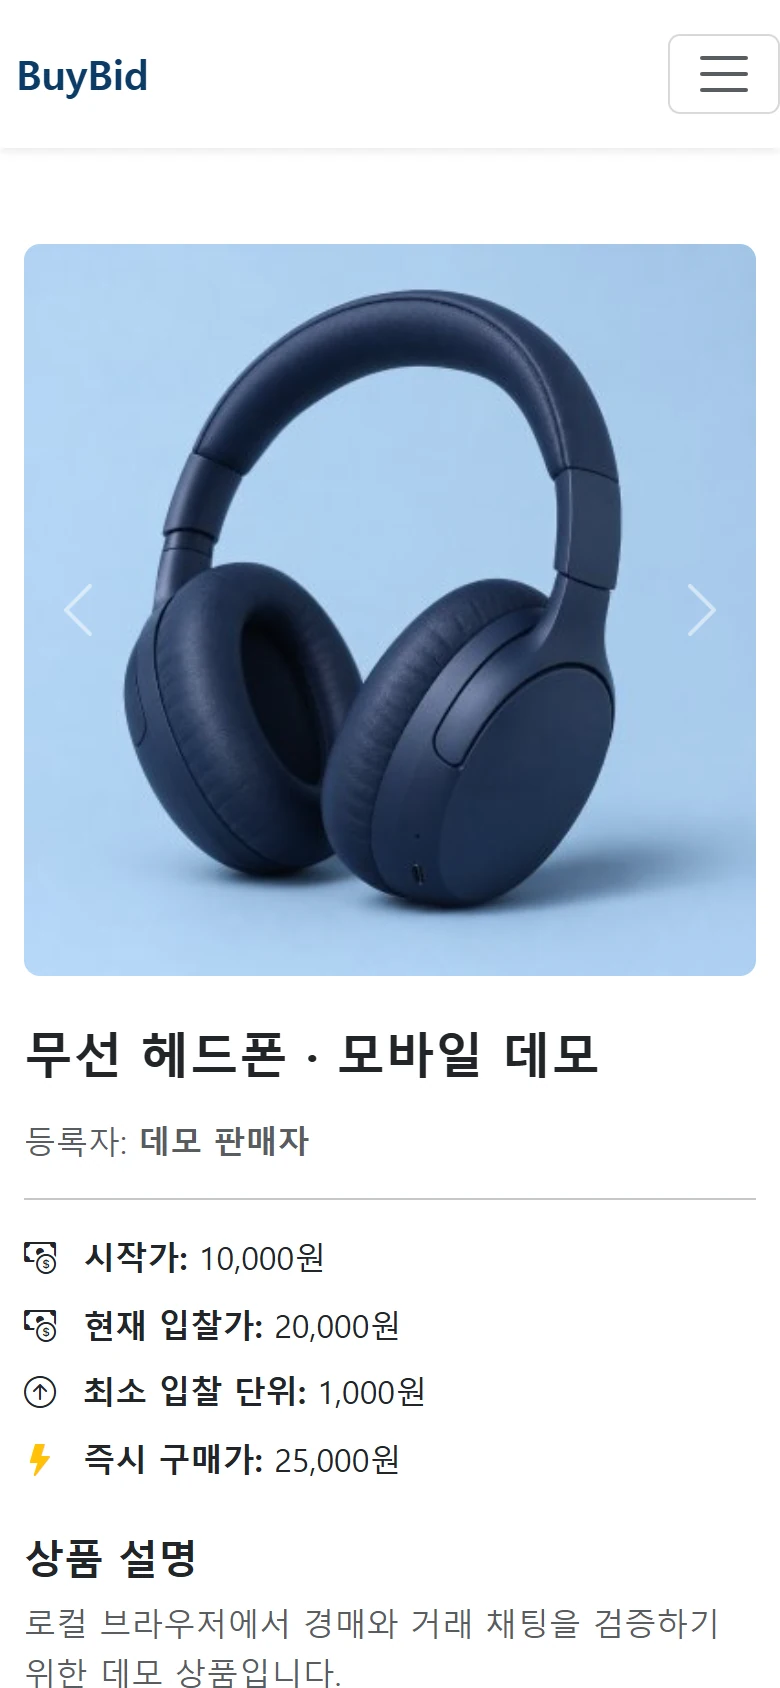 BuyBid
무선 헤드폰 · 모바일 데모
등록자: 데모 판매자
시작가: 10,000원
현재 입찰가: 20,000원
최소 입찰 단위: 1,000원
즉시 구매가: 25,000원
상품 설명
로컬 브라우저에서 경매와 거래 채팅을 검증하기
위한 데모 상품입니다.